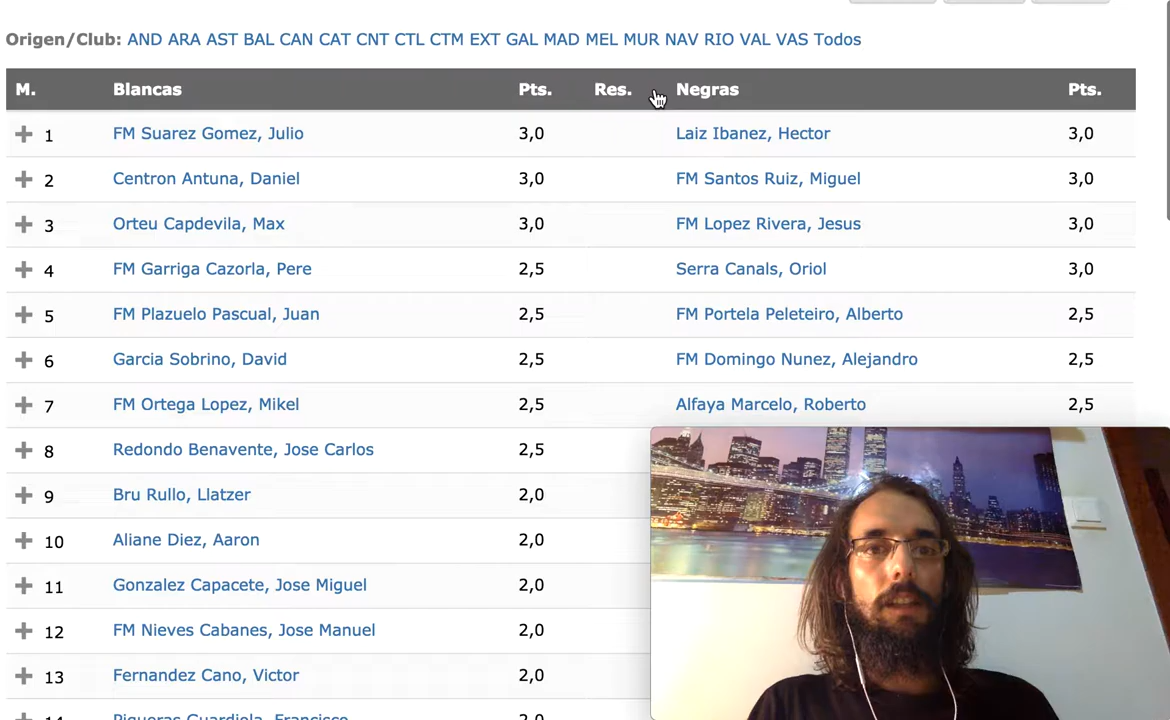 Origen/Club: AND ARA AST BAL CAN CAT CNT CTL CTM EXT GAL MAD MEL MUR NAV RIO VAL VAS Todos
M. Blancas Pts. Res. Negras Pts.
1 FM Suarez Gomez, Julio 3,0 Laiz Ibanez, Hector 3,0
2 Centron Antuna, Daniel 3,0 FM Santos Ruiz, Miguel 3,0
3 Orteu Capdevila, Max 3,0 FM Lopez Rivera, Jesus 3,0
4 FM Garriga Cazorla, Pere 2,5 Serra Canals, Oriol 3,0
5 FM Plazuelo Pascual, Juan 2,5 FM Portela Peleteiro, Alberto 2,5
6 Garcia Sobrino, David 2,5 FM Domingo Nunez, Alejandro 2,5
7 FM Ortega Lopez, Mikel 2,5 Alfaya Marcelo, Roberto 2,5
8 Redondo Benavente, Jose Carlos 2,5
9 Bru Rullo, Llatzer 2,0
10 Aliane Diez, Aaron 2,0
11 Gonzalez Capacete, Jose Miguel 2,0
12 FM Nieves Cabanes, Jose Manuel 2,0
13 Fernandez Cano, Victor 2,0
14 Piqueras Guardiola, Francisco 2,0